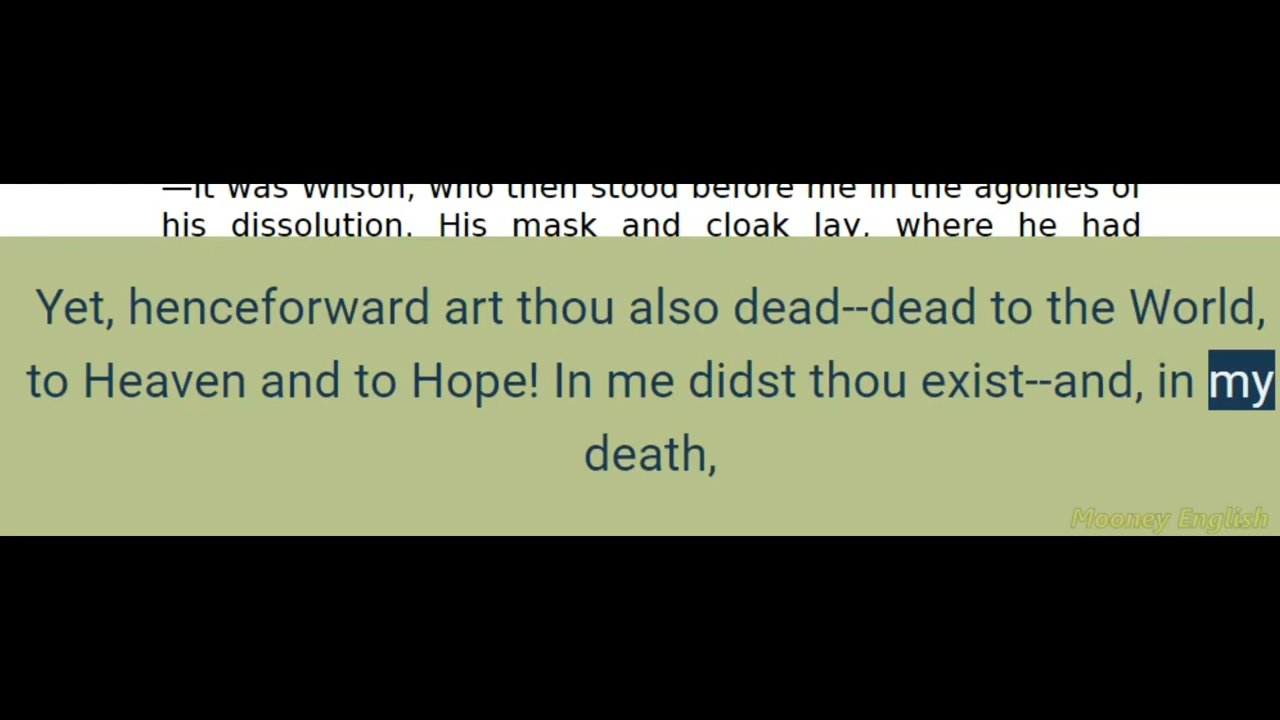 —it was Wilson, who then stood before me in the agonies of
his dissolution. His mask and cloak lay, where he had
Yet, henceforward art thou also dead--dead to the World,
to Heaven and to Hope! In me didst thou exist--and, in my
death,
Mooney English